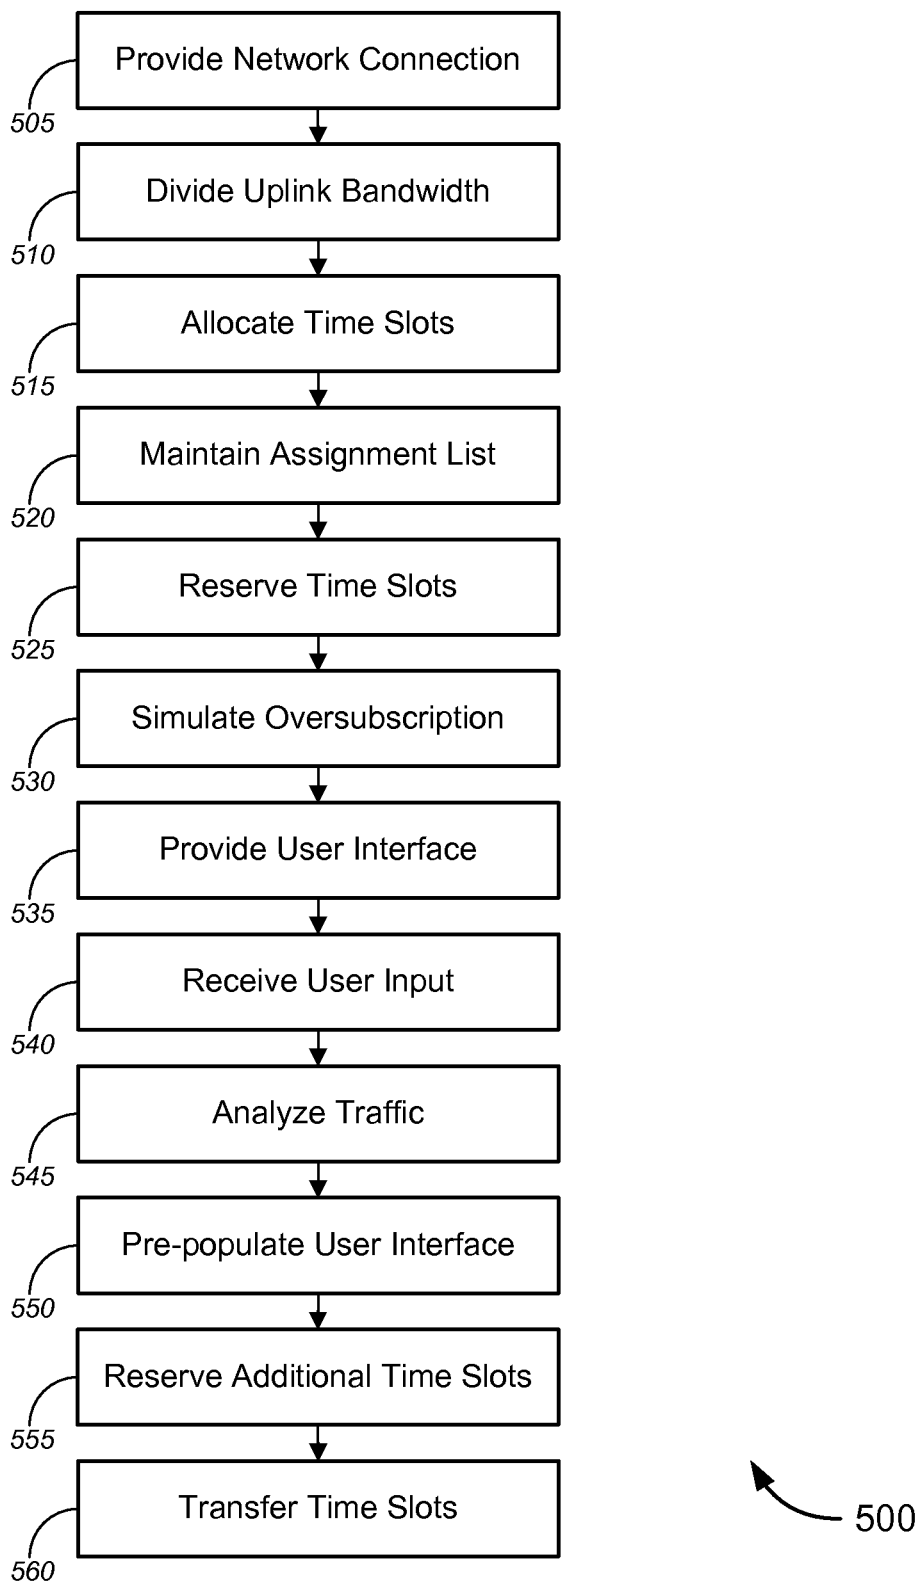 Provide Network Connection
505
Divide Uplink Bandwidth
510
Allocate Time Slots
515
Maintain Assignment List
520
Reserve Time Slots
525
Simulate Oversubscription
530
Provide User Interface
535
Receive User Input
540
Analyze Traffic
545
Pre-populate User Interface
550
Reserve Additional Time Slots
555
Transfer Time Slots
500
560